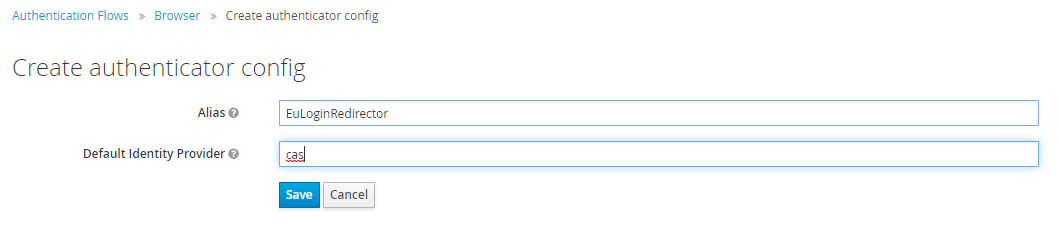 Authentication Flows » Browser » Create authenticator config
Create authenticator config
Alias EuLoginRedirector
Default Identity Provider cas
Save Cancel